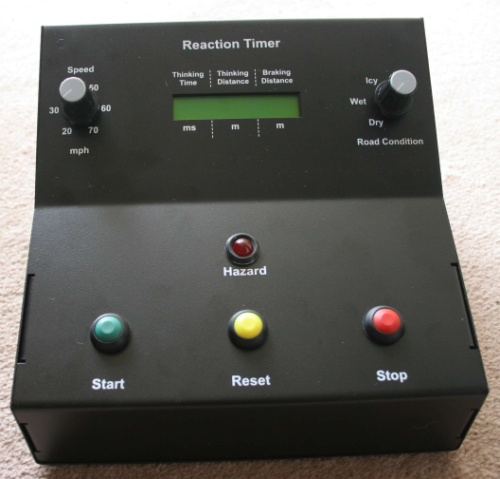 Reaction Timer
Speed
50
30
60
20
70
mph
Thinking Time
Thinking Distance
Braking Distance
ms
m
m
Icy
Wet
Dry
Road Condition
Hazard
Start
Reset
Stop